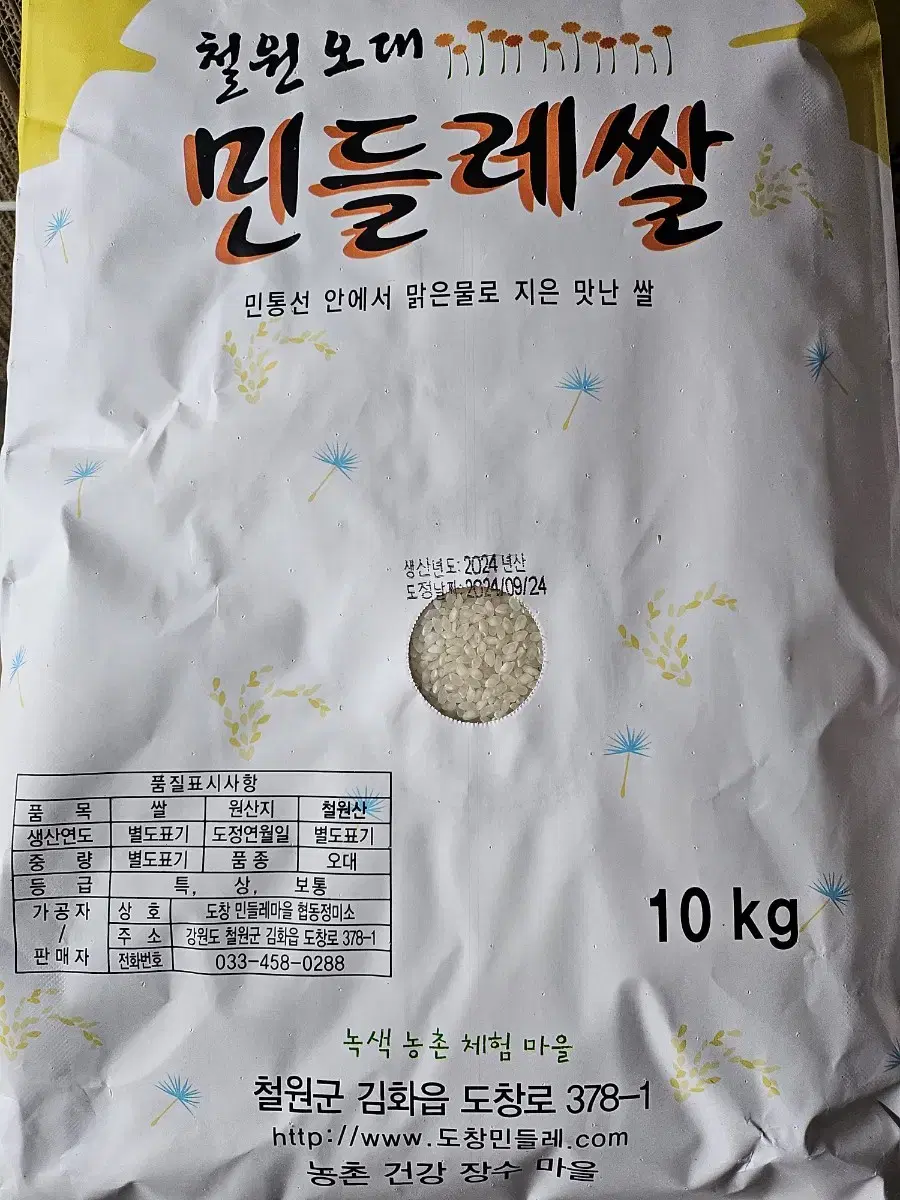 철원 오대
민들레쌀
민통선 안에서 맑은물로 지은 맛난 쌀
생산년도: 2024 년산
도정날짜: 2024/09/24
품질표시사항
품 목 쌀 원산지 철원산
생산연도 별도표기 도정연월일 별도표기
중 량 별도표기 품 종 오대
등 급 특, 상, 보통
가공자 / 판매자
상 호 도창 민들레마을 협동정미소
주 소 강원도 철원군 김화읍 도창로 378-1
전화번호 033-458-0288
10 kg
녹색 농촌 체험 마을
철원군 김화읍 도창로 378-1
http://www.도창민들레.com
농촌 건강 장수 마을